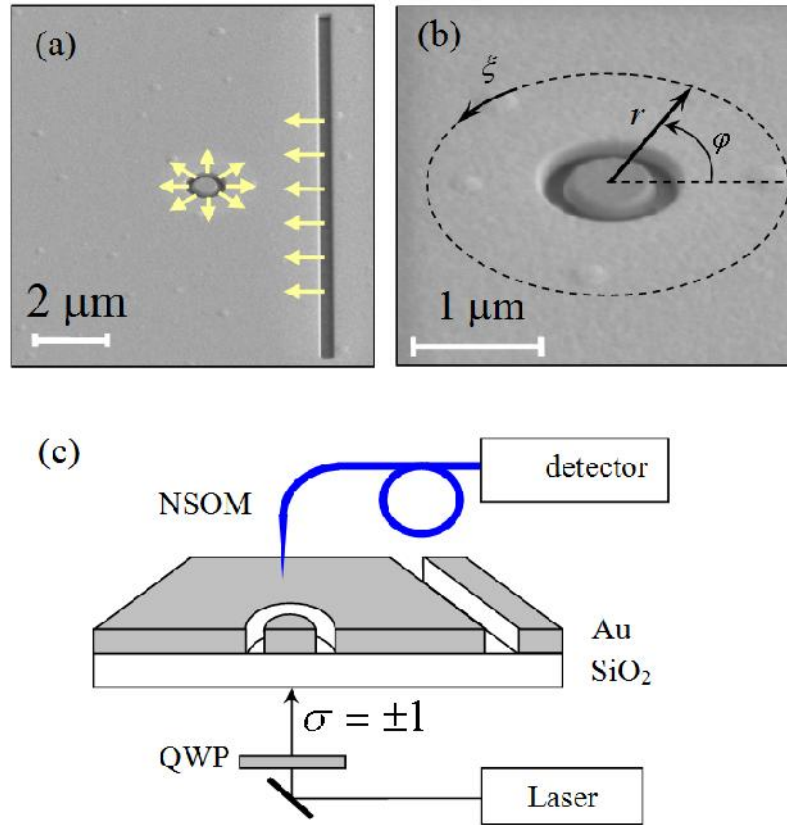 (a)
2 μm
(b)
ξ
r
φ
1 μm
(c)
NSOM
detector
Au
SiO₂
σ = ±1
QWP
Laser